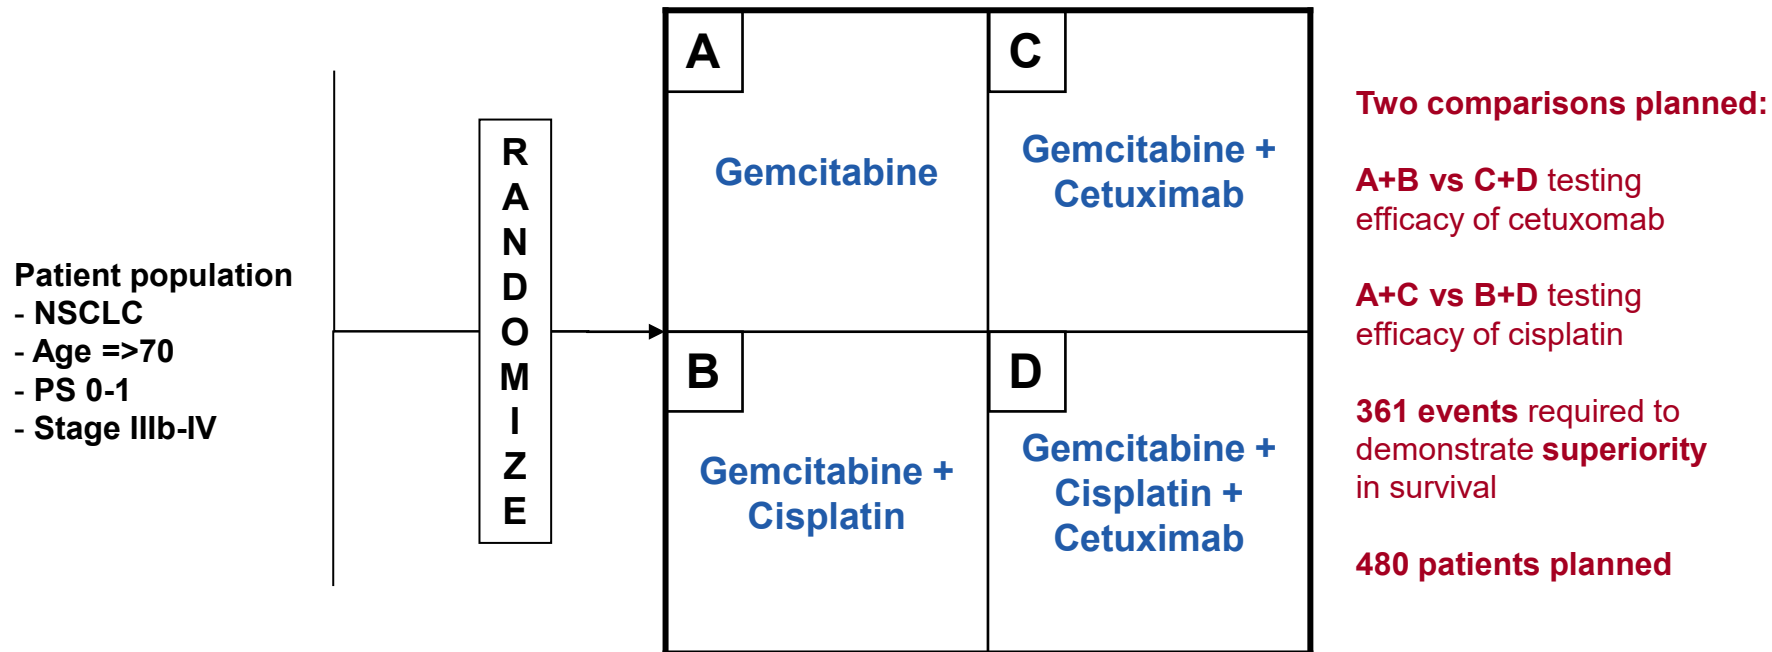 Patient population
- NSCLC
- Age =>70
- PS 0-1
- Stage IIIb-IV
R
A
N
D
O
M
I
Z
E
A
Gemcitabine
C
Gemcitabine +
Cetuximab
B
Gemcitabine +
Cisplatin
D
Gemcitabine +
Cisplatin +
Cetuximab
Two comparisons planned:
A+B vs C+D testing
efficacy of cetuxomab
A+C vs B+D testing
efficacy of cisplatin
361 events required to
demonstrate superiority
in survival
480 patients planned